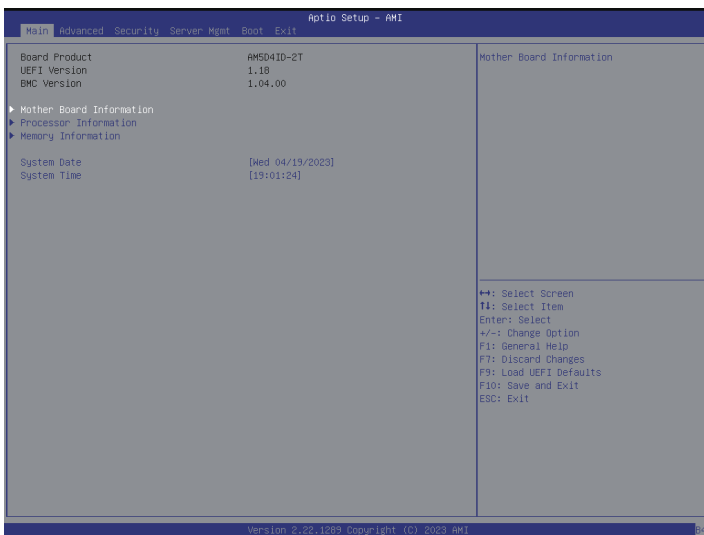 Aptio Setup – AMI
Main Advanced Security Server Mgmt Boot Exit
Board Product AM5D4ID-2T
UEFI Version 1.18
BMC Version 1.04.00
Mother Board Information
Processor Information
Memory Information
System Date [Wed 04/19/2023]
System Time [19:01:24]
Mother Board Information
↔: Select Screen
↑↓: Select Item
Enter: Select
+/-: Change Option
F1: General Help
F7: Discard Changes
F9: Load UEFI Defaults
F10: Save and Exit
ESC: Exit
Version 2.22.1289 Copyright (C) 2023 AMI